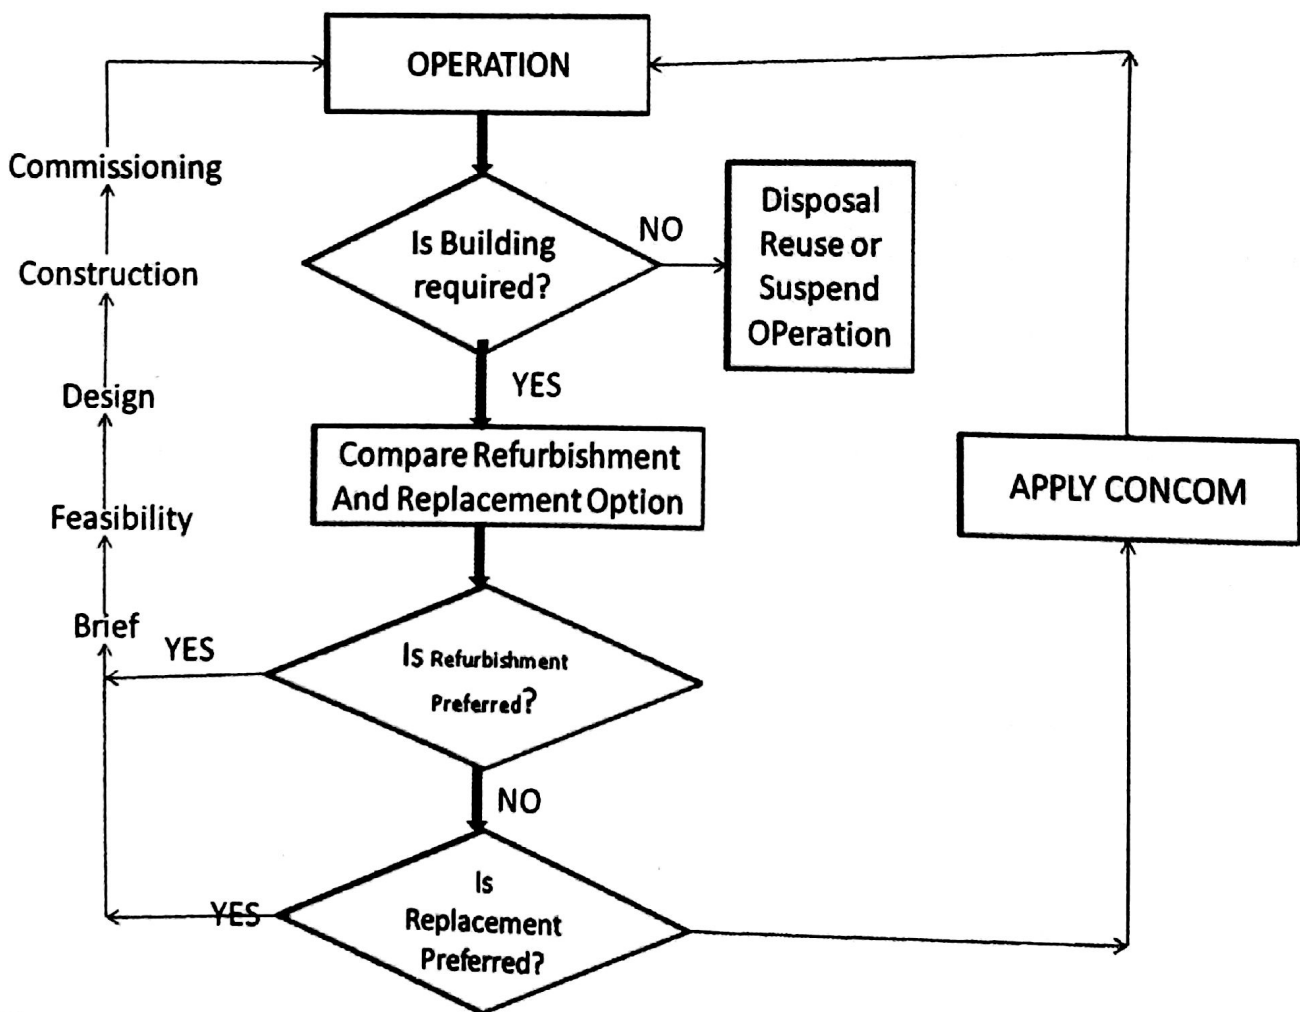 OPERATION
Commissioning
Is Building
required?
NO
Disposal
Reuse or
Suspend
OPeration
Construction
YES
Design
Compare Refurbishment
And Replacement Option
APPLY CONCOM
Feasibility
Brief
YES
Is Refurbishment
Preferred?
NO
YES
Is
Replacement
Preferred?